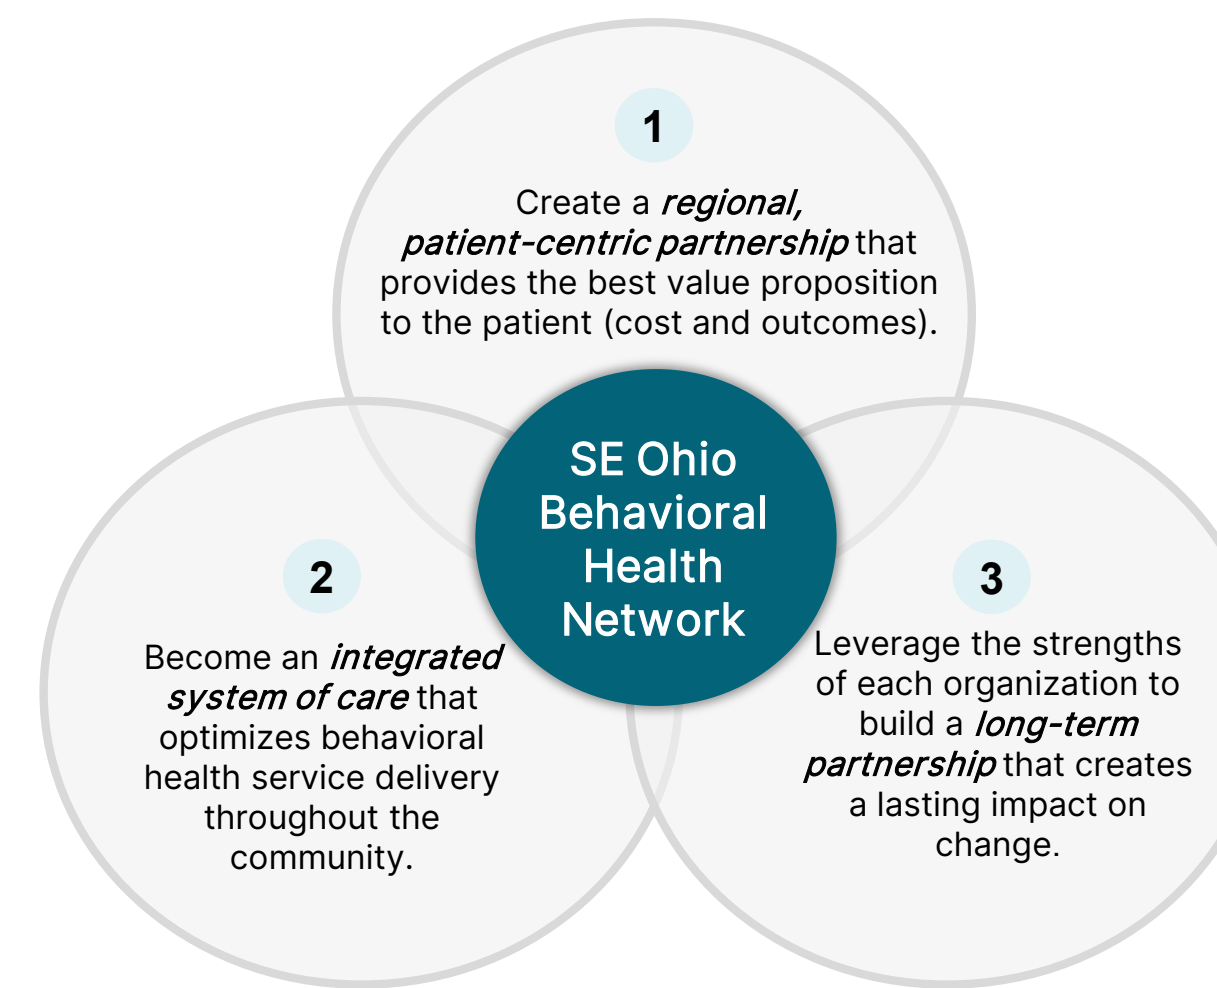 1
Create a regional,
patient-centric partnership that
provides the best value proposition
to the patient (cost and outcomes).
SE Ohio
Behavioral
Health
Network
2
Become an integrated
system of care that
optimizes behavioral
health service delivery
throughout the
community.
3
Leverage the strengths
of each organization to
build a long-term
partnership that creates
a lasting impact on
change.